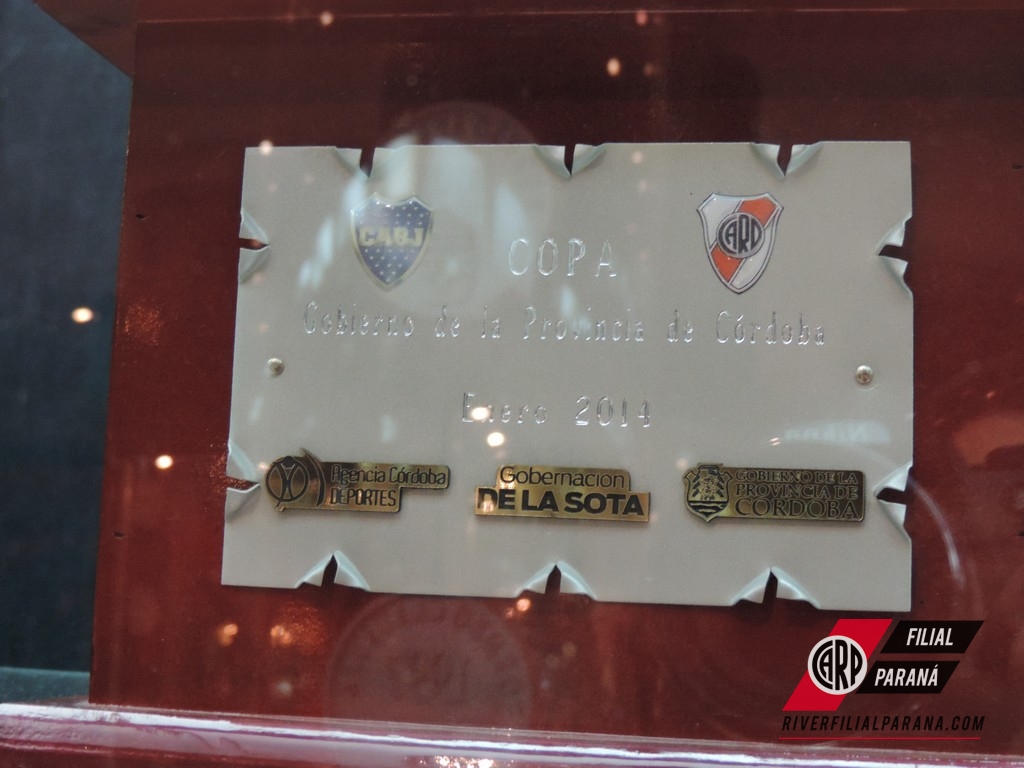 CABJ
COPA
CARP
Gobierno de la Provincia de Córdoba
Enero 2014
Agencia Córdoba
DEPORTES
Gobernacion
DE LA SOTA
GOBIERNO DE LA
PROVINCIA DE
CÓRDOBA
CARP
FILIAL
PARANÁ
RIVERFILIALPARANA.COM